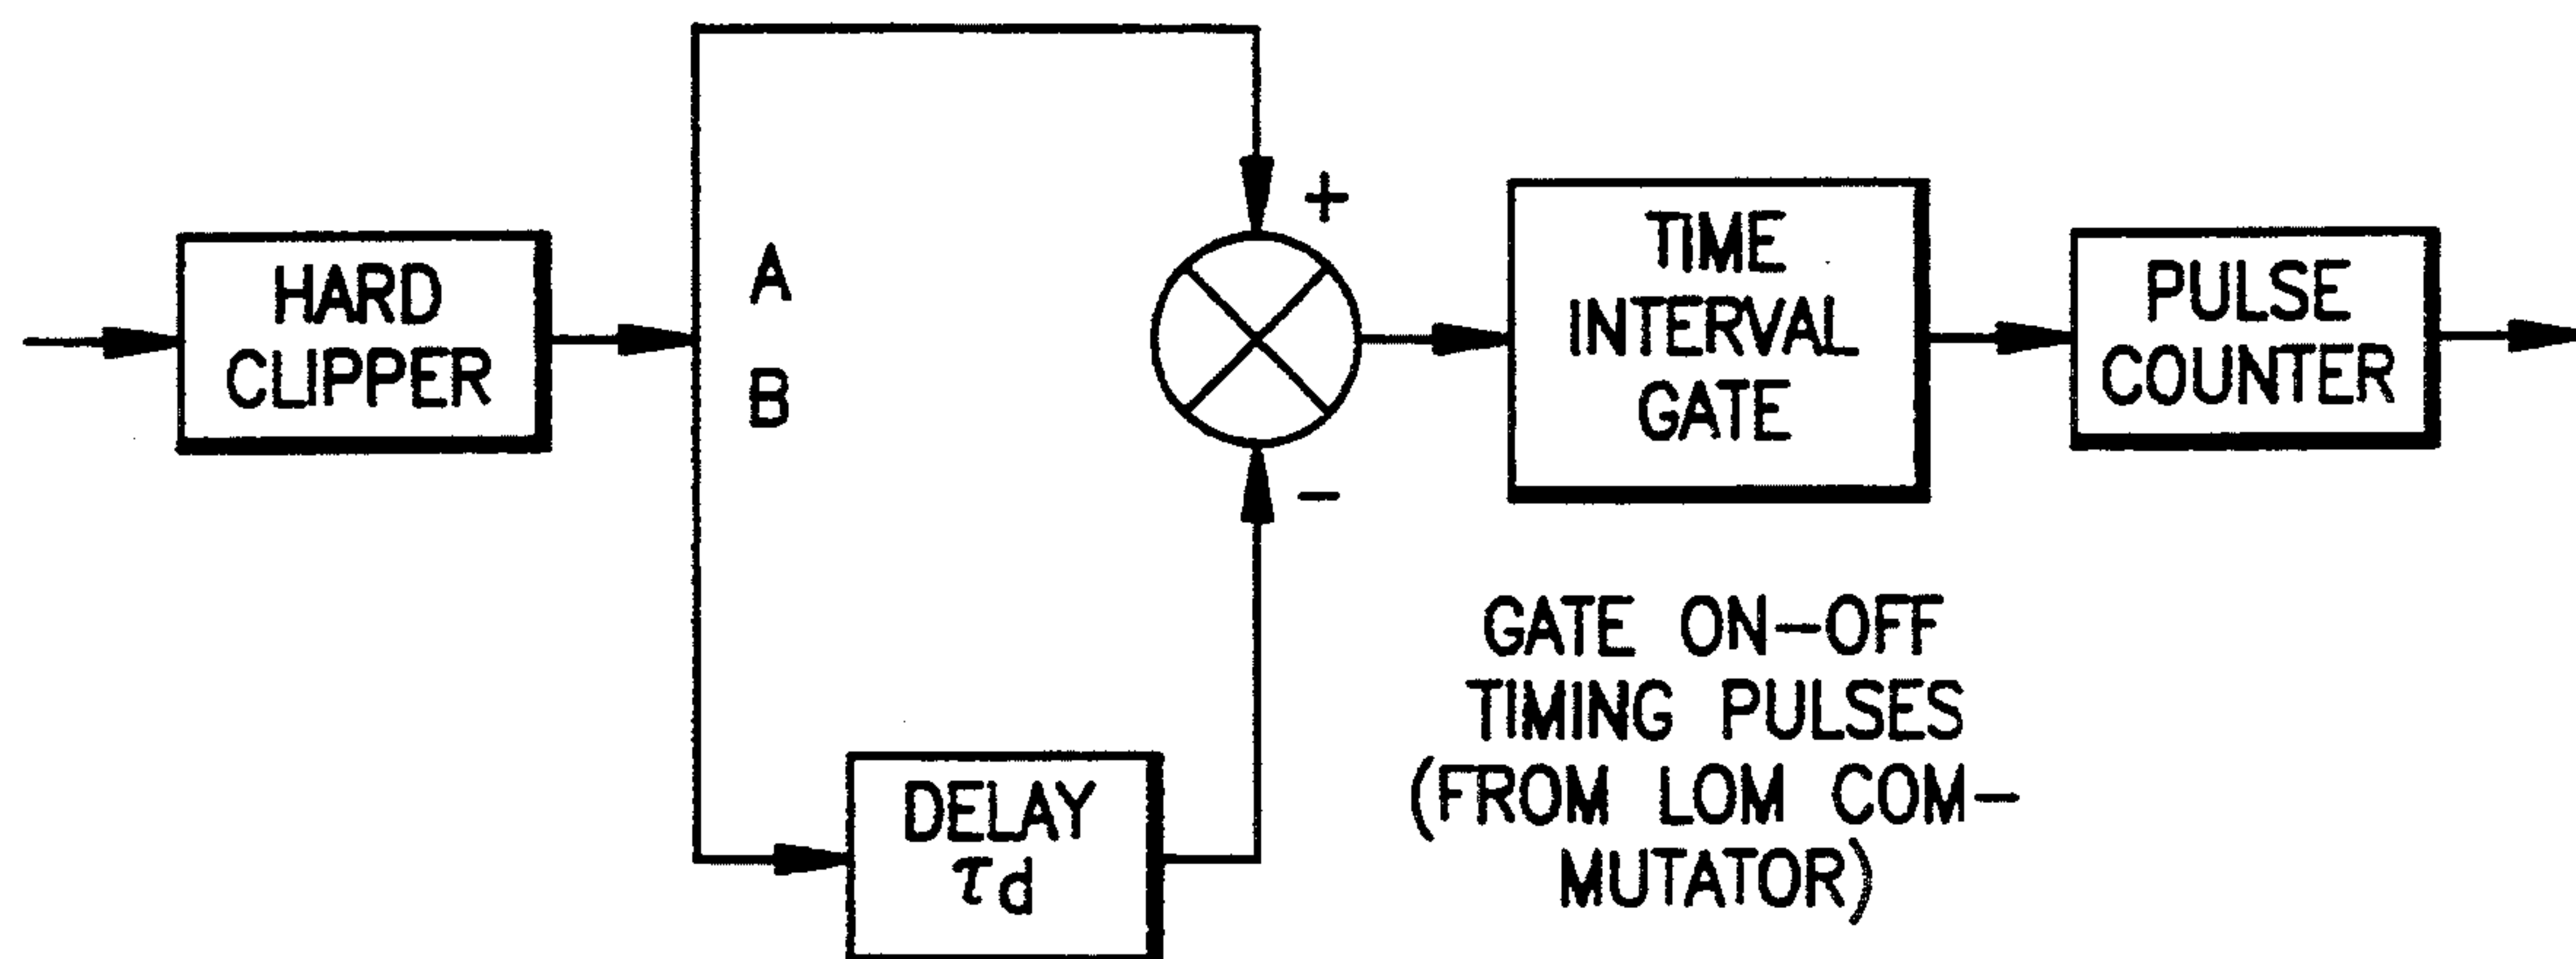 HARD
CLIPPER
A
B
+
-
DELAY
τd
TIME
INTERVAL
GATE
GATE ON-OFF
TIMING PULSES
(FROM LOM COM-
MUTATOR)
PULSE
COUNTER